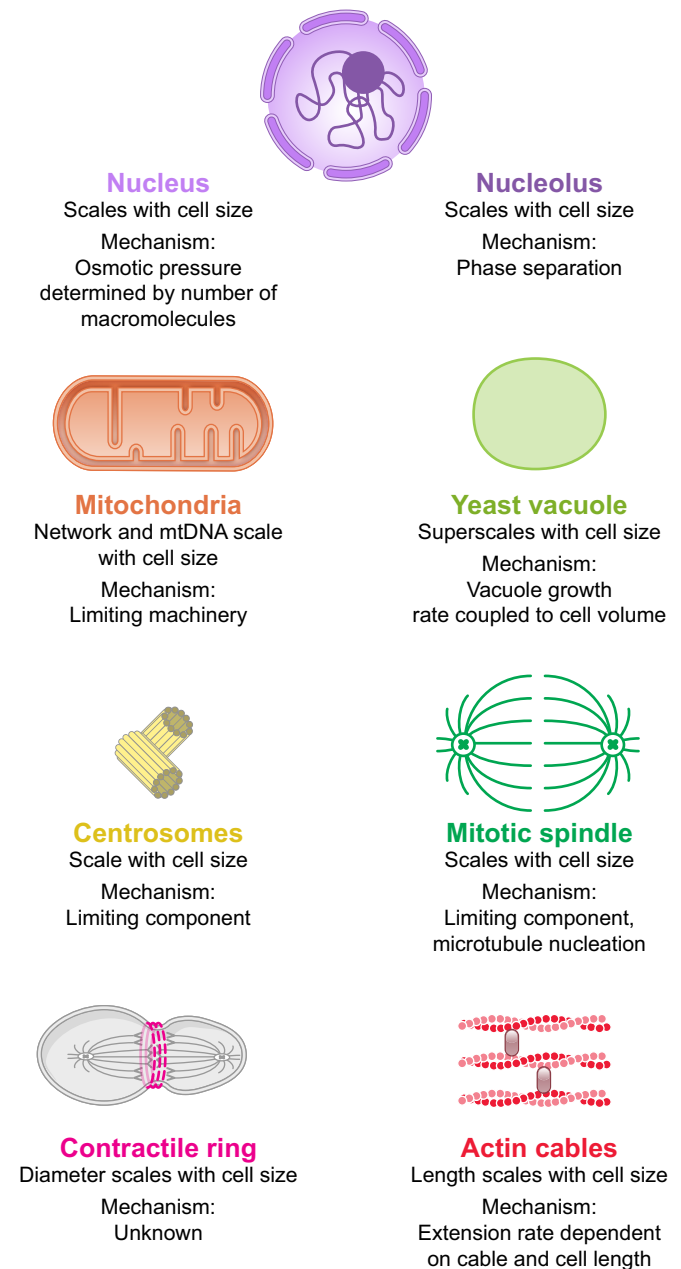 Nucleus
Scales with cell size
Mechanism:
Osmotic pressure
determined by number of
macromolecules
Nucleolus
Scales with cell size
Mechanism:
Phase separation
Mitochondria
Network and mtDNA scale
with cell size
Mechanism:
Limiting machinery
Yeast vacuole
Superscales with cell size
Mechanism:
Vacuole growth
rate coupled to cell volume
Centrosomes
Scale with cell size
Mechanism:
Limiting component
Mitotic spindle
Scales with cell size
Mechanism:
Limiting component,
microtubule nucleation
Contractile ring
Diameter scales with cell size
Mechanism:
Unknown
Actin cables
Length scales with cell size
Mechanism:
Extension rate dependent
on cable and cell length